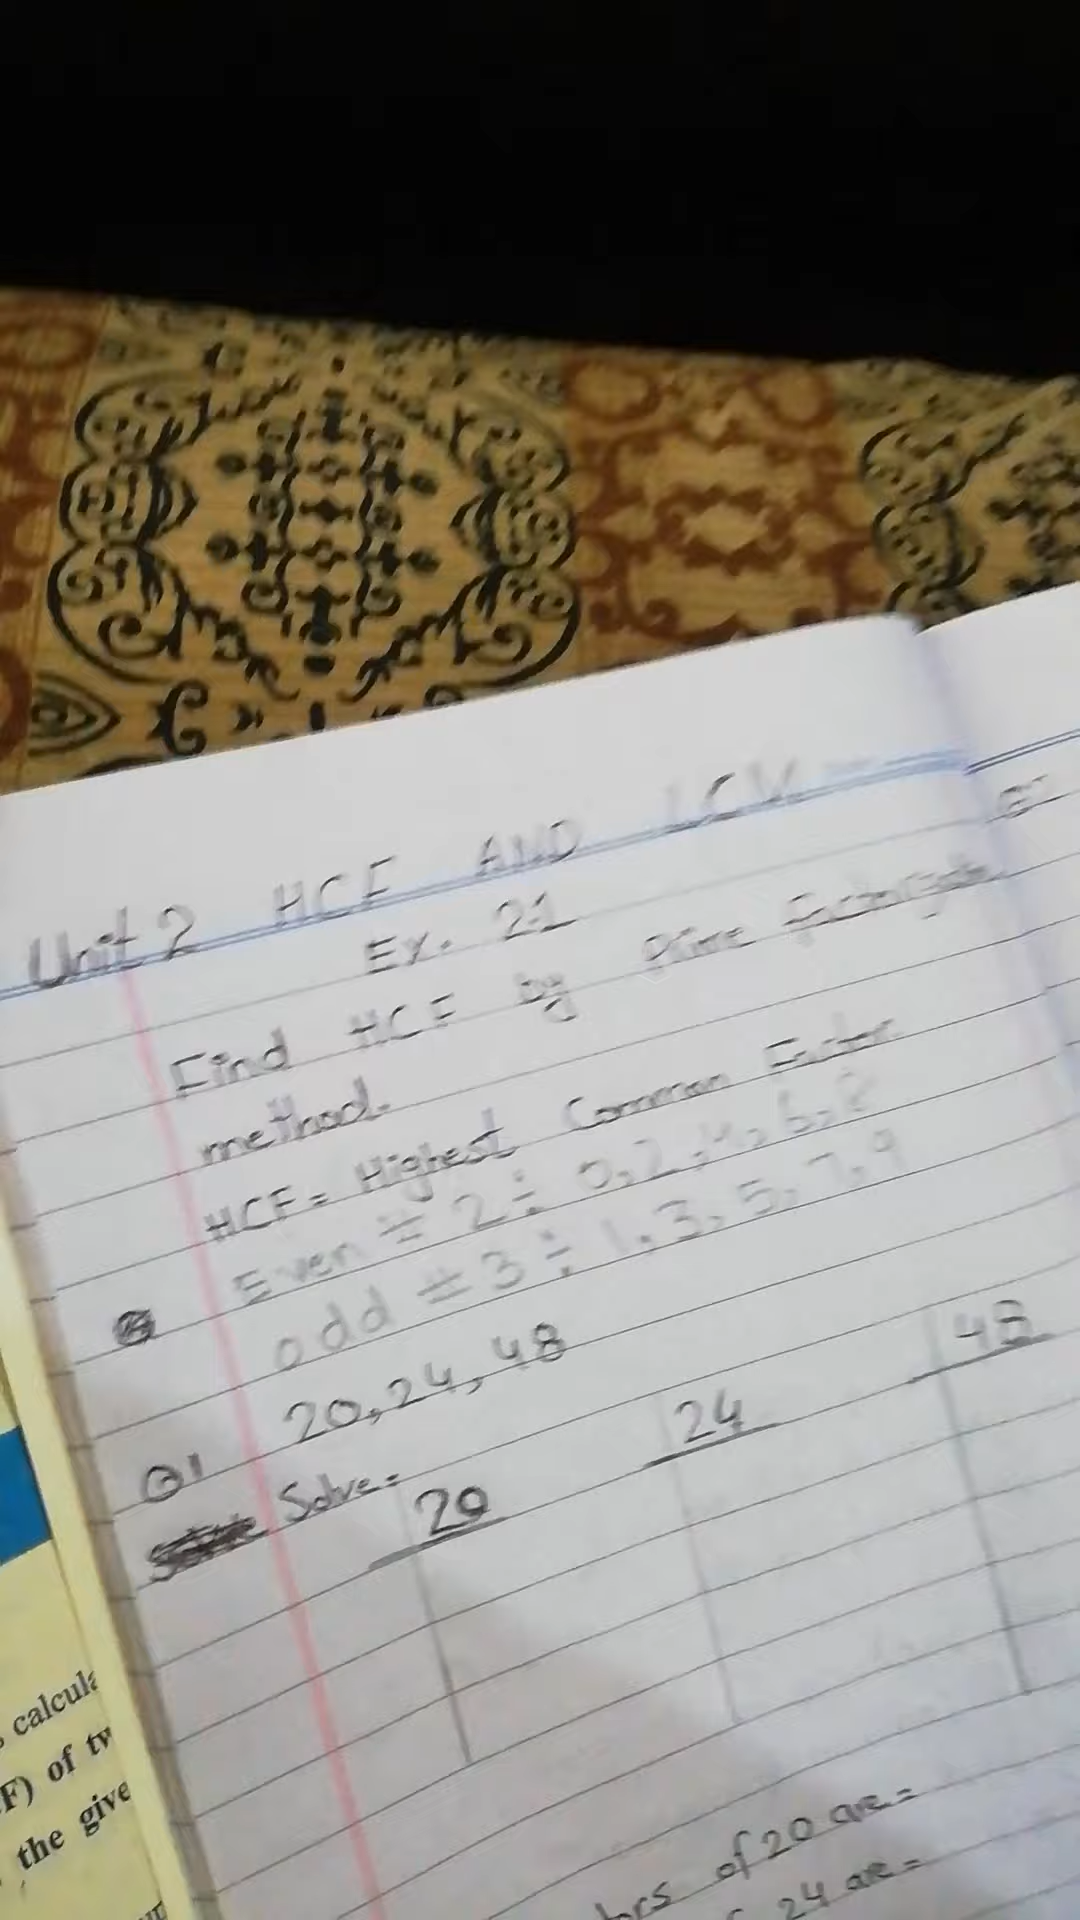 Unit 2 HCF AND LCM
Ex. 2.1
Find HCF by Prime
method.
HCF = Highest Common Factor
Even # 2 ÷ 0, 2, 4, 6, 8
odd # 3 ÷ 1, 3, 5, 7, 9
Q1 20, 24, 48
Solve=
20 24 48
of 20 are =
24 are =
calcula
F) of tw
the give